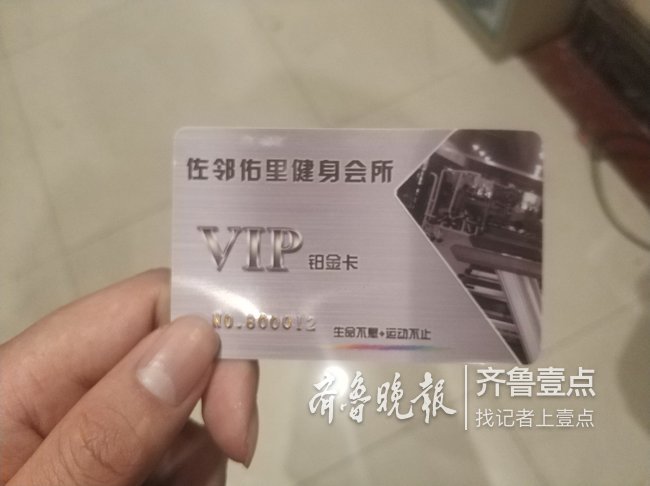 佐邻佑里健身会所
VIP 铂金卡
NO.800012
生命不息·运动不止
齐鲁晚报
齐鲁壹点
找记者上壹点